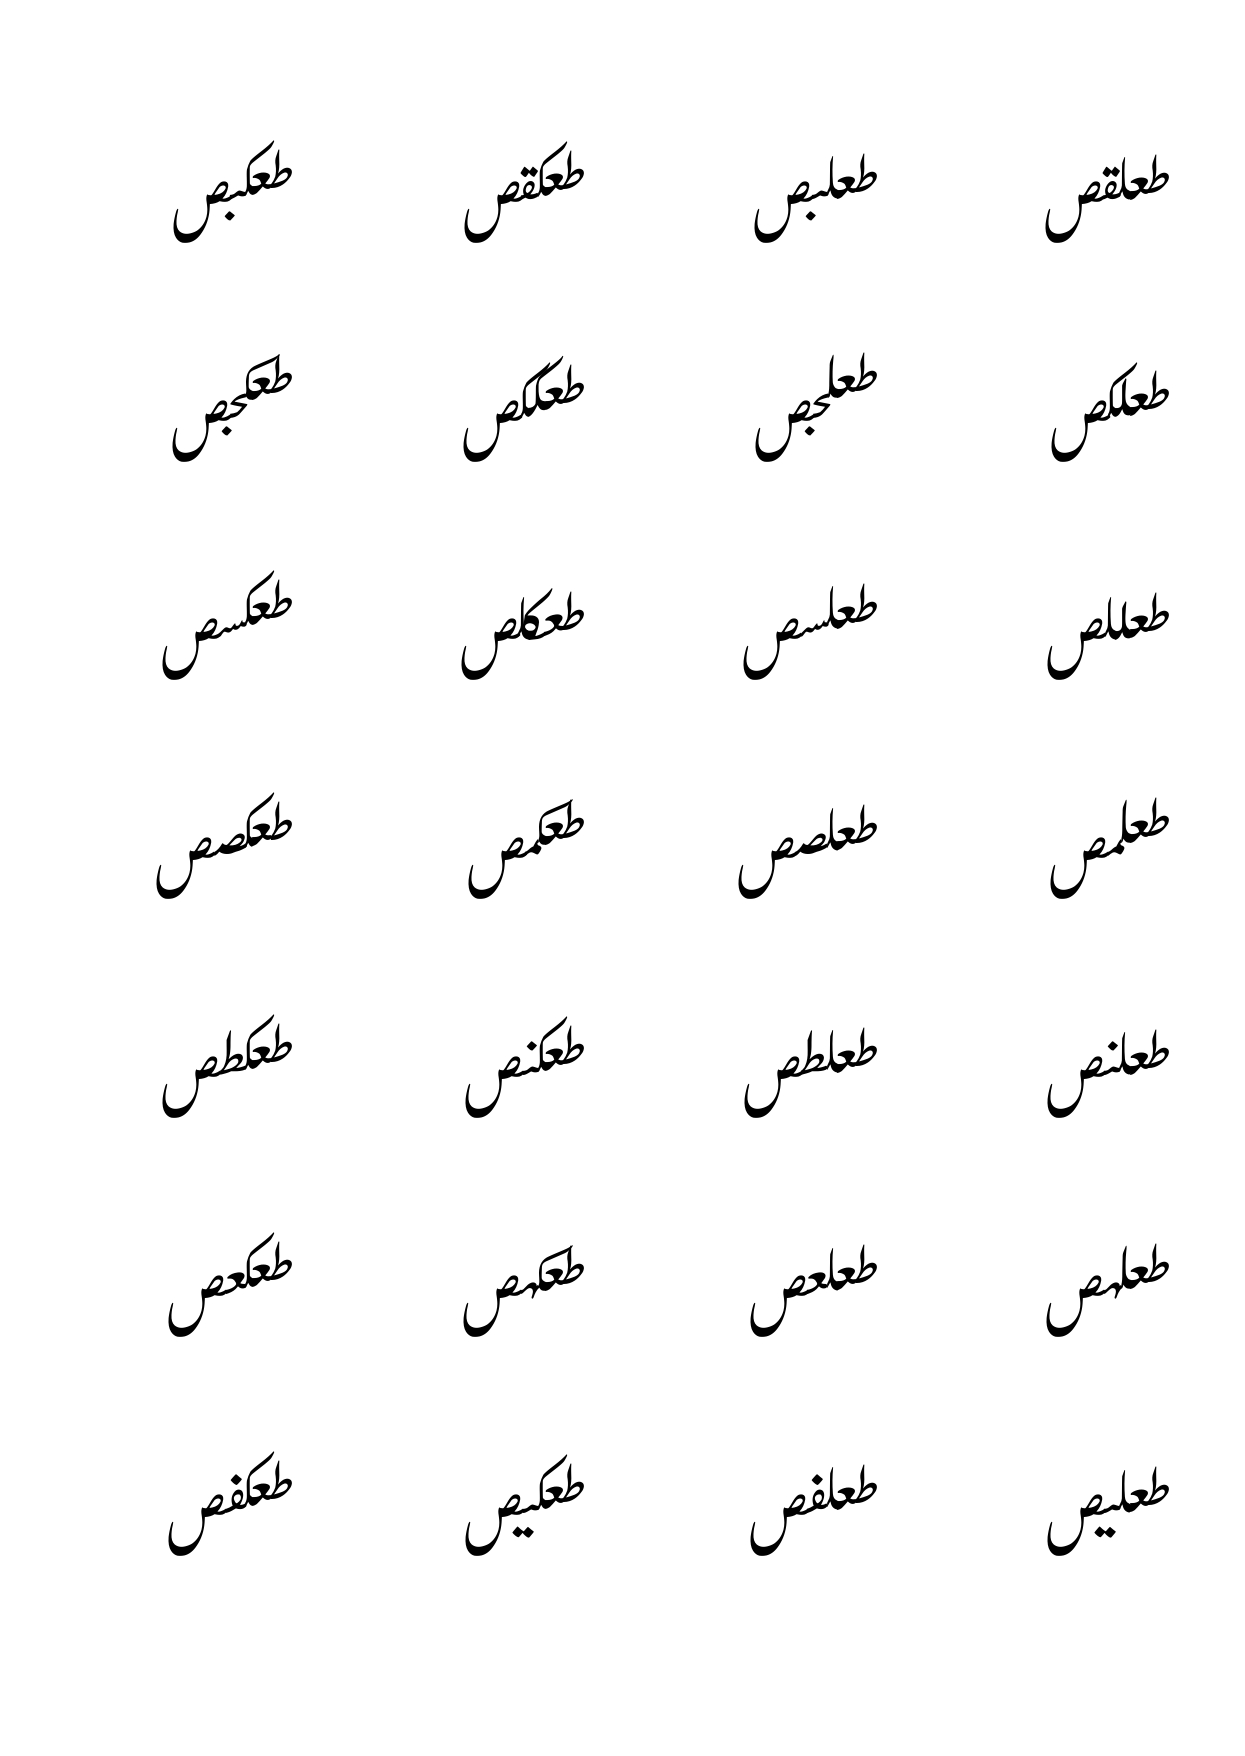 طعلقص طعلبص طعكقص طعكبص
طعلكص طعلجص طعككص طعكجص
طعللص طعلسص طعكلص طعكسص
طعلمص طعلصص طعكمص طعكصص
طعلنص طعلطص طعكنص طعكطص
طعلهص طعلعص طعكهص طعكعص
طعليص طعلفص طعكيص طعكفص